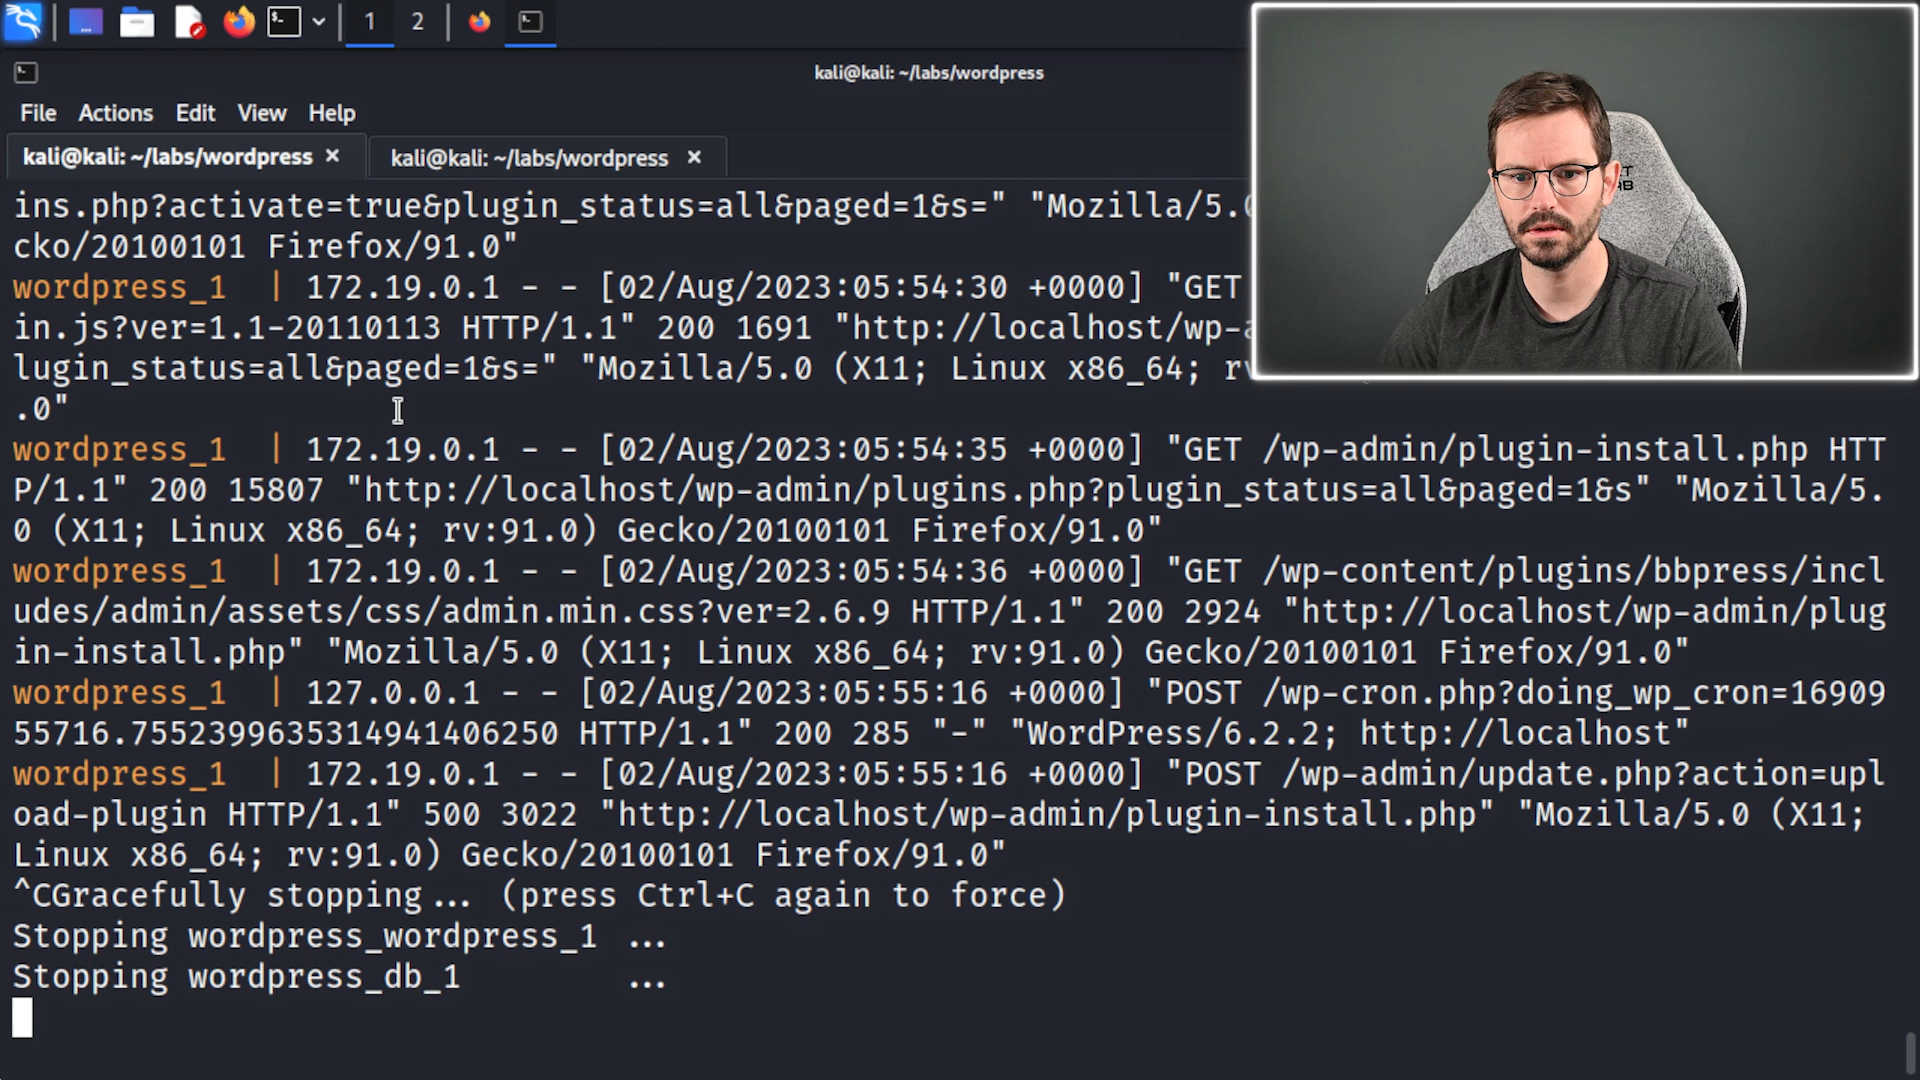 1 2
kali@kali: ~/labs/wordpress
File Actions Edit View Help
kali@kali: ~/labs/wordpress × kali@kali: ~/labs/wordpress ×
ins.php?activate=true&plugin_status=all&paged=1&s=" "Mozilla/5.0
cko/20100101 Firefox/91.0"
wordpress_1 | 172.19.0.1 - - [02/Aug/2023:05:54:30 +0000] "GET
in.js?ver=1.1-20110113 HTTP/1.1" 200 1691 "http://localhost/wp-a
lugin_status=all&paged=1&s=" "Mozilla/5.0 (X11; Linux x86_64; rv
.0"
wordpress_1 | 172.19.0.1 - - [02/Aug/2023:05:54:35 +0000] "GET /wp-admin/plugin-install.php HTT
P/1.1" 200 15807 "http://localhost/wp-admin/plugins.php?plugin_status=all&paged=1&s" "Mozilla/5.
0 (X11; Linux x86_64; rv:91.0) Gecko/20100101 Firefox/91.0"
wordpress_1 | 172.19.0.1 - - [02/Aug/2023:05:54:36 +0000] "GET /wp-content/plugins/bbpress/incl
udes/admin/assets/css/admin.min.css?ver=2.6.9 HTTP/1.1" 200 2924 "http://localhost/wp-admin/plug
in-install.php" "Mozilla/5.0 (X11; Linux x86_64; rv:91.0) Gecko/20100101 Firefox/91.0"
wordpress_1 | 127.0.0.1 - - [02/Aug/2023:05:55:16 +0000] "POST /wp-cron.php?doing_wp_cron=16909
55716.7552399635314941406250 HTTP/1.1" 200 285 "-" "WordPress/6.2.2; http://localhost"
wordpress_1 | 172.19.0.1 - - [02/Aug/2023:05:55:16 +0000] "POST /wp-admin/update.php?action=upl
oad-plugin HTTP/1.1" 500 3022 "http://localhost/wp-admin/plugin-install.php" "Mozilla/5.0 (X11;
Linux x86_64; rv:91.0) Gecko/20100101 Firefox/91.0"
^CGracefully stopping... (press Ctrl+C again to force)
Stopping wordpress_wordpress_1 ...
Stopping wordpress_db_1 ...